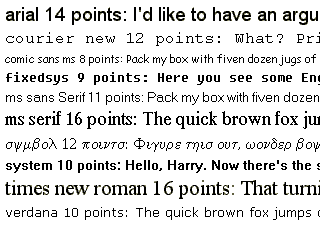 arial 14 points: I'd like to have an argu
courier new 12 points: What? Pri
comic sans ms 8 points: Pack my box with fiven dozen jugs of
fixedsys 9 points: Here you see some Eng
ms sans Serif 11 points: Pack my box with fiven dozen
ms serif 16 points: The quick brown fox jum
σψμβολ 12 ποιντσ: Φιγυρε τηισ ουτ, ωονδερ βοψ
system 10 points: Hello, Harry. Now there's the s
times new roman 16 points: That turni
verdana 10 points: The quick brown fox jumps o